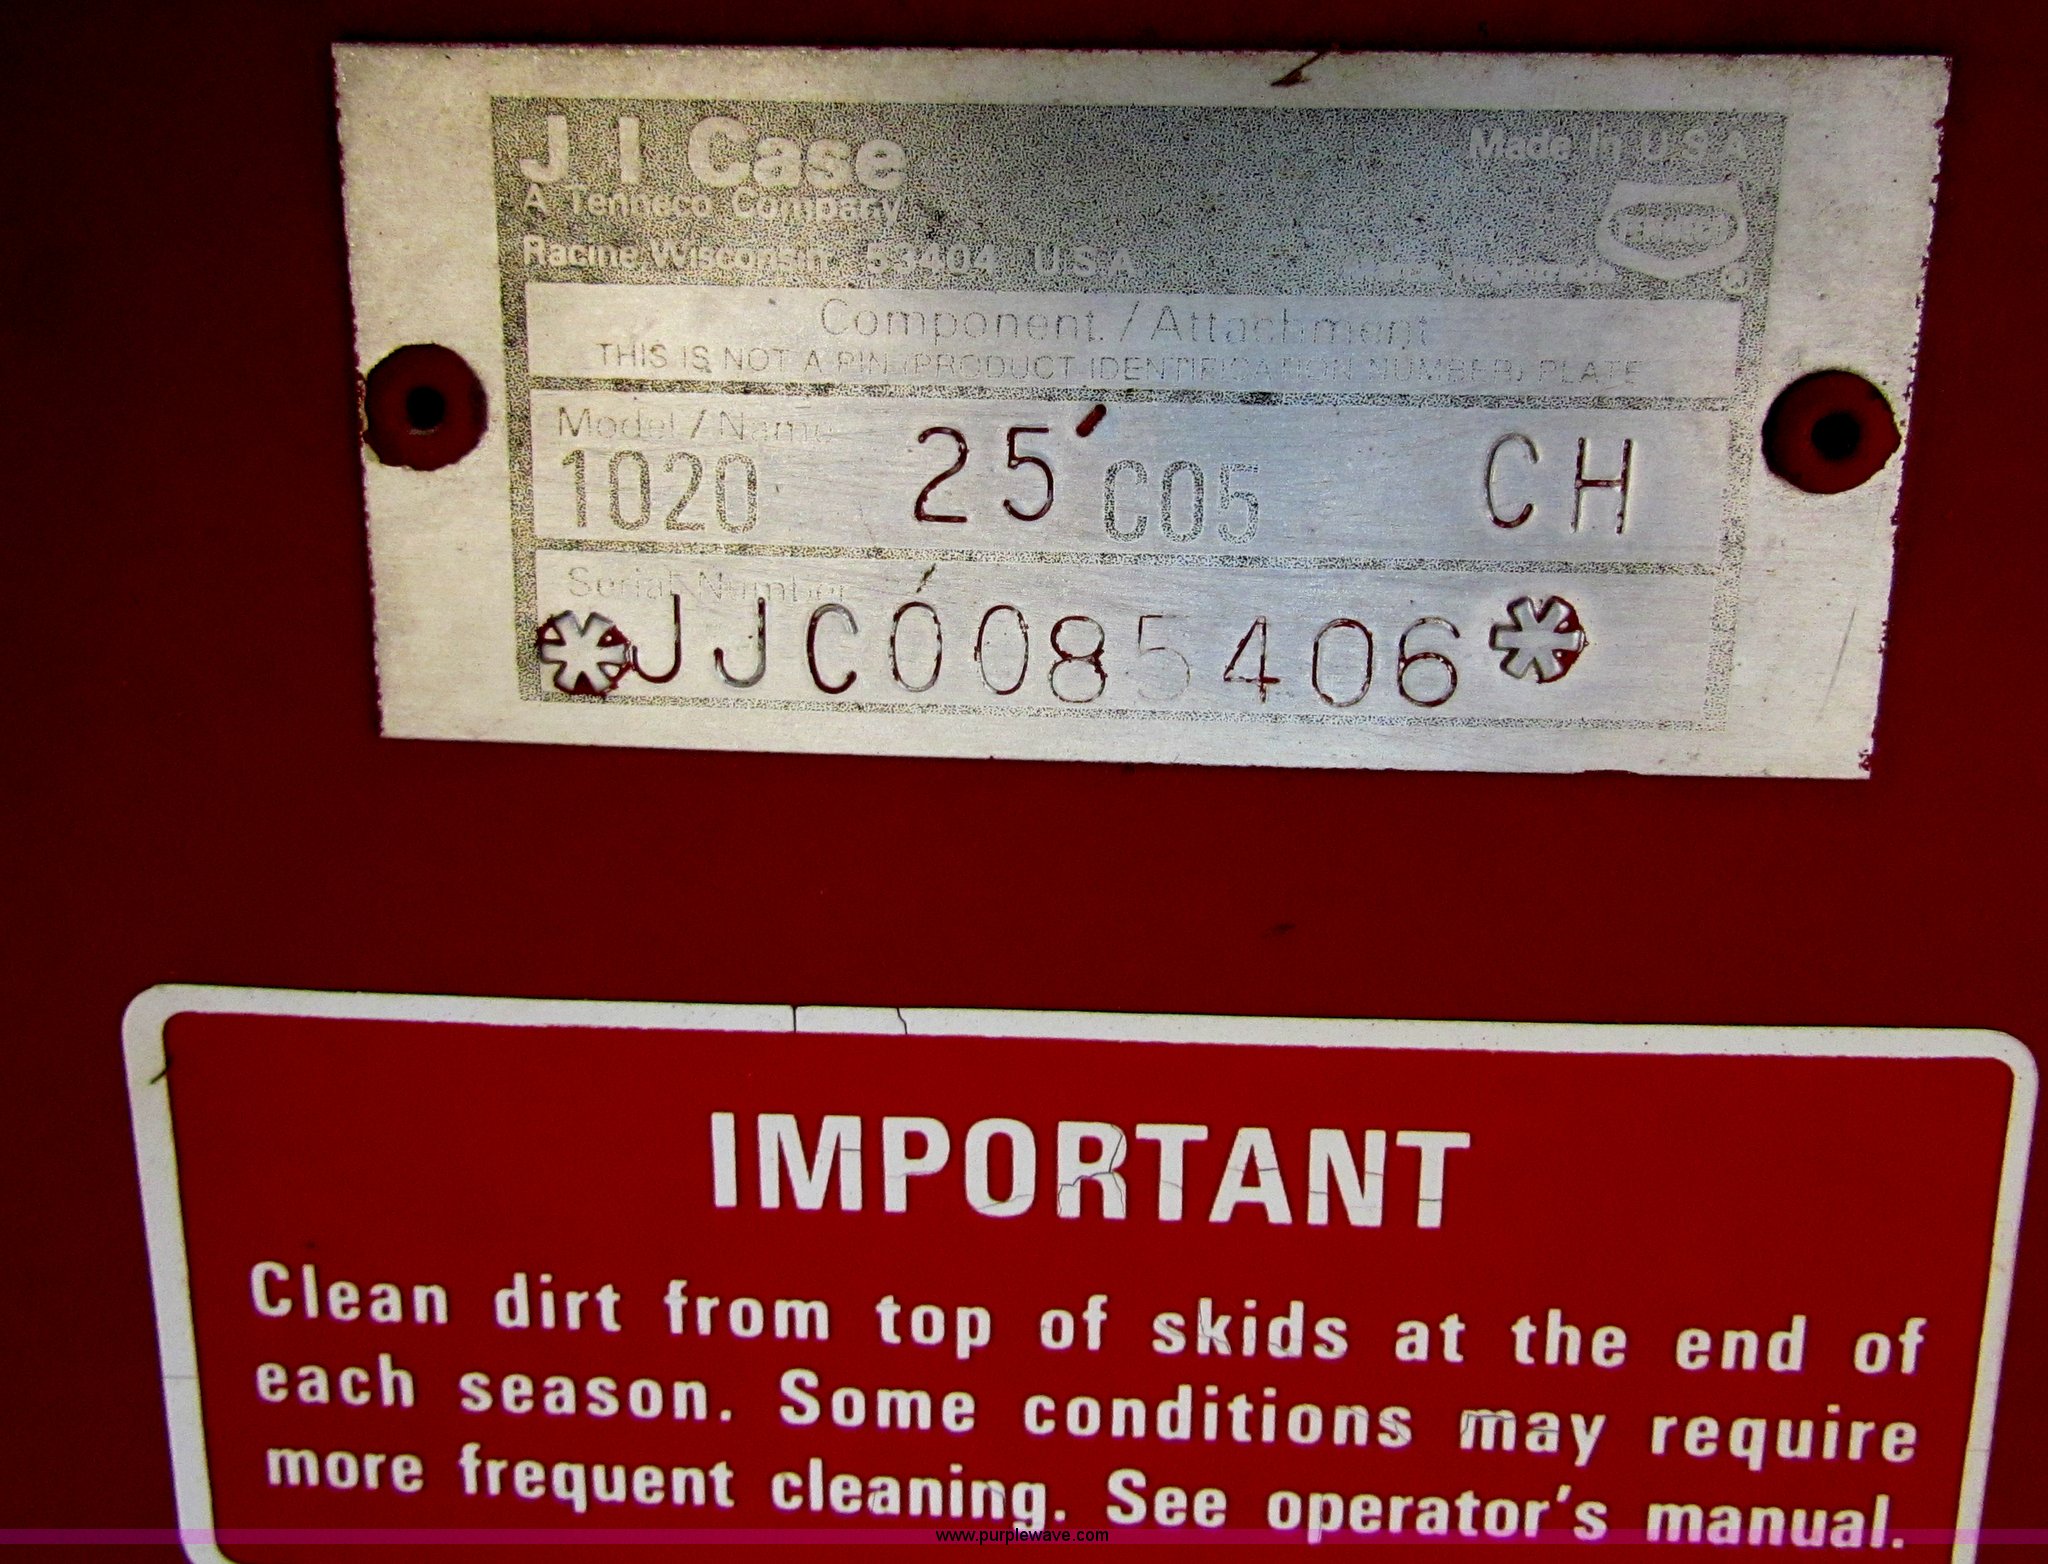 J I Case
Made In U.S.A
A Tenneco Company
TENNECO
Racine, Wisconsin 53404 U.S.A.
®
Component / Attachment
THIS IS NOT A PIN (PRODUCT IDENTIFICATION NUMBER) PLATE
Model / Name
1020 25' C05 CH
Serial Number
*JJC0085406*
IMPORTANT
Clean dirt from top of skids at the end of
each season. Some conditions may require
more frequent cleaning. See operator's manual.
www.purplewave.com